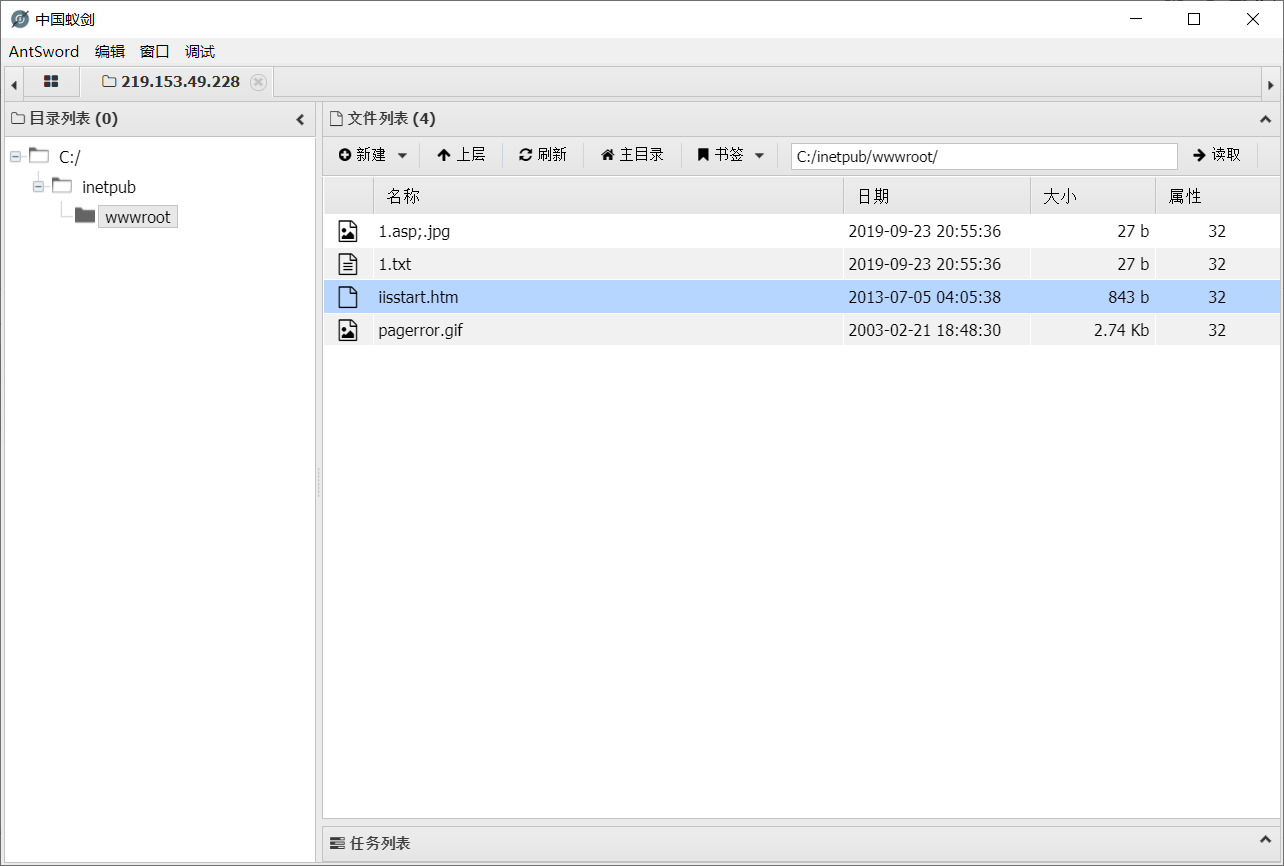 中国蚁剑
AntSword 编辑 窗口 调试
219.153.49.228
目录列表 (0)
C:/
inetpub
wwwroot
文件列表 (4)
新建 上层 刷新 主目录 书签 C:/inetpub/wwwroot/ 读取
名称 日期 大小 属性
1.asp;.jpg 2019-09-23 20:55:36 27 b 32
1.txt 2019-09-23 20:55:36 27 b 32
iisstart.htm 2013-07-05 04:05:38 843 b 32
pagerror.gif 2003-02-21 18:48:30 2.74 Kb 32
任务列表